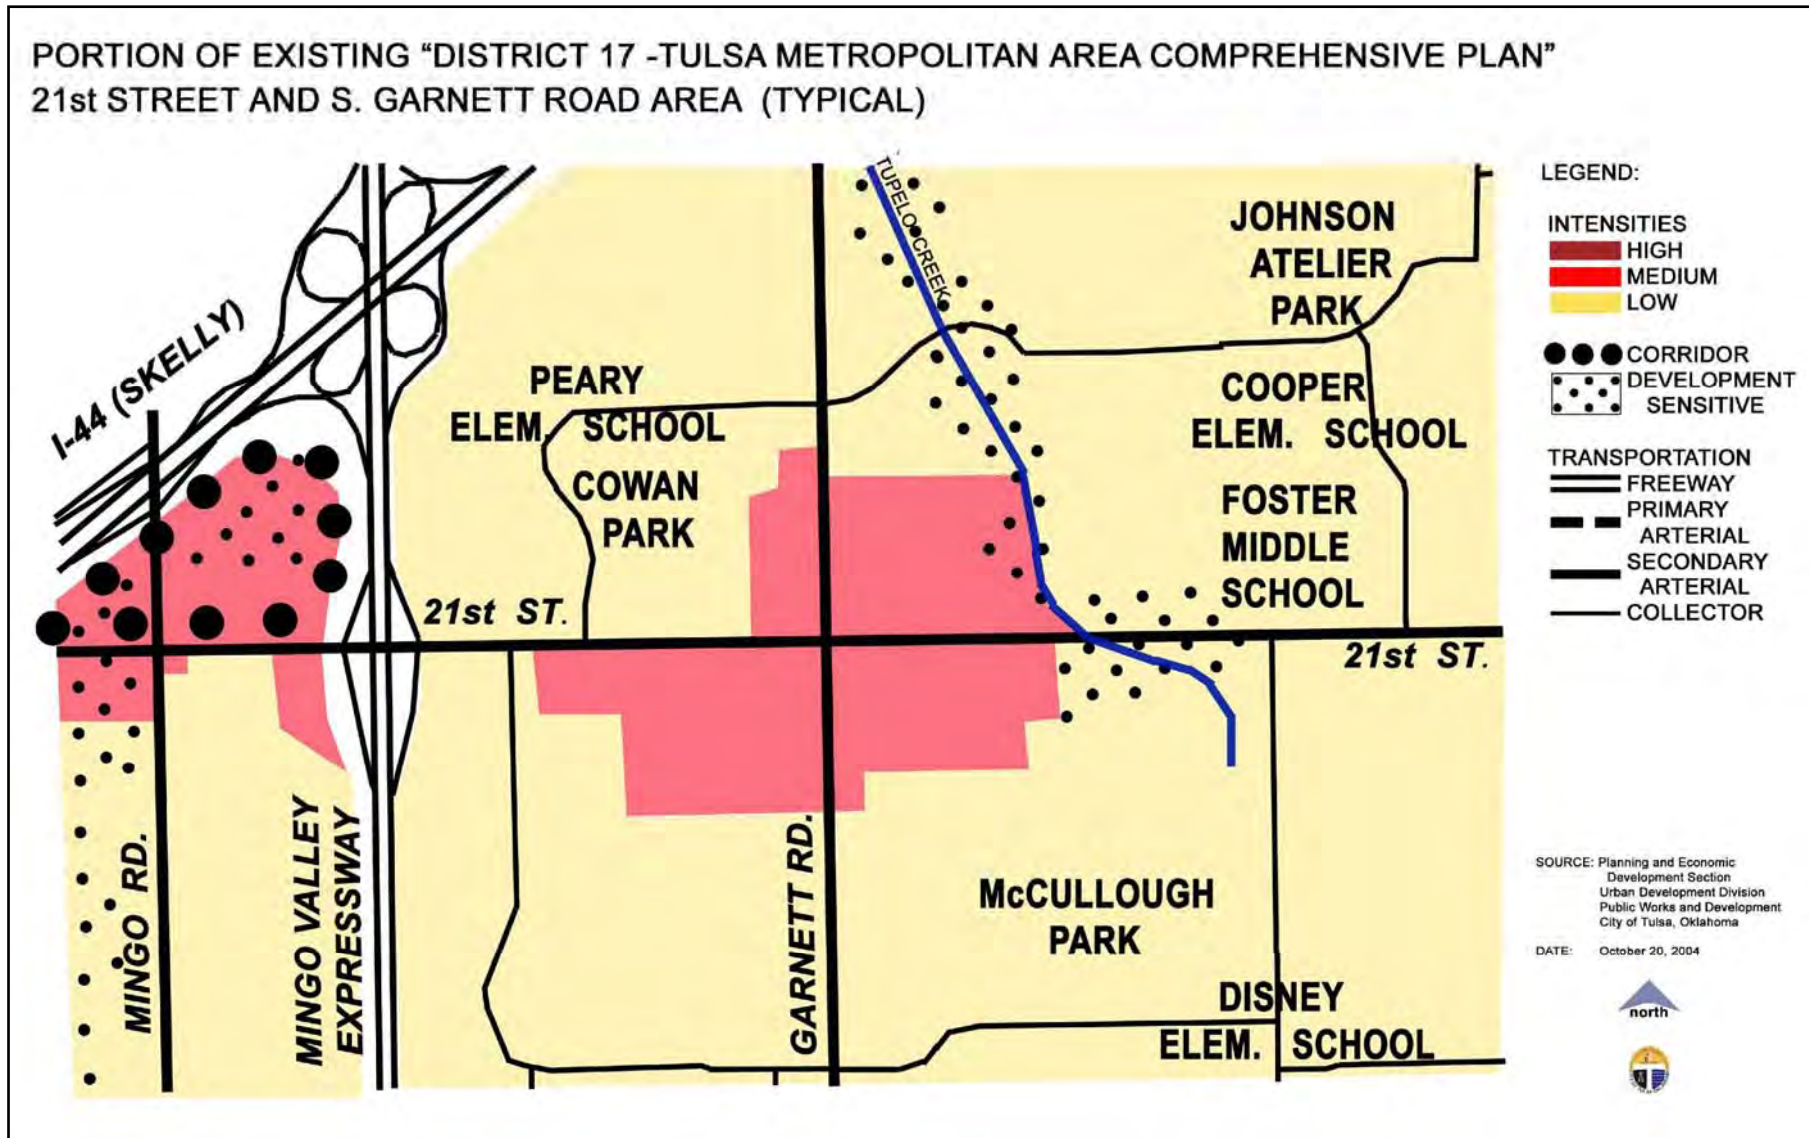 PORTION OF EXISTING “DISTRICT 17 -TULSA METROPOLITAN AREA COMPREHENSIVE PLAN”
21st STREET AND S. GARNETT ROAD AREA (TYPICAL)
TUPELO CREEK
JOHNSON
ATELIER
PARK
I-44 (SKELLY)
PEARY
ELEM. SCHOOL
COWAN
PARK
COOPER
ELEM. SCHOOL
FOSTER
MIDDLE
SCHOOL
21st ST.
21st ST.
MINGO RD.
MINGO VALLEY
EXPRESSWAY
GARNETT RD.
McCULLOUGH
PARK
DISNEY
ELEM. SCHOOL
LEGEND:
INTENSITIES
HIGH
MEDIUM
LOW
CORRIDOR
DEVELOPMENT
SENSITIVE
TRANSPORTATION
FREEWAY
PRIMARY
ARTERIAL
SECONDARY
ARTERIAL
COLLECTOR
SOURCE: Planning and Economic
Development Section
Urban Development Division
Public Works and Development
City of Tulsa, Oklahoma
DATE: October 20, 2004
north